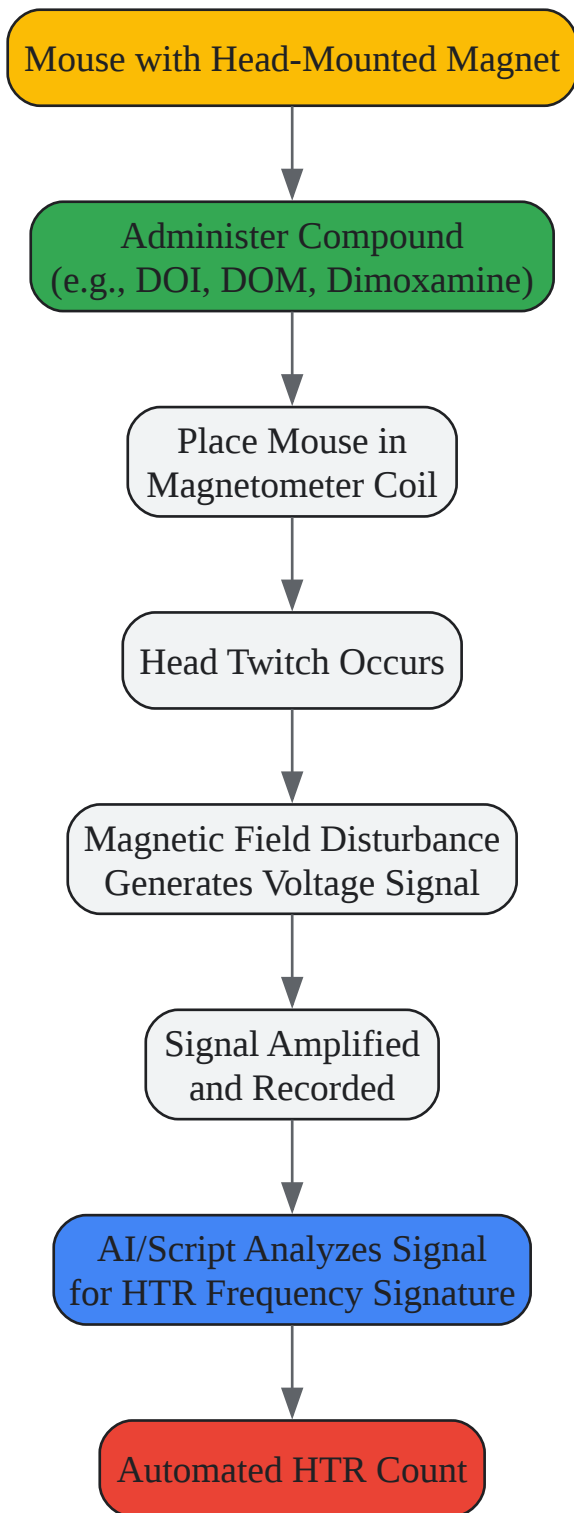 Mouse with Head-Mounted Magnet
Administer Compound
(e.g., DOI, DOM, Dimoxamine)
Place Mouse in
Magnetometer Coil
Head Twitch Occurs
Magnetic Field Disturbance
Generates Voltage Signal
Signal Amplified
and Recorded
AI/Script Analyzes Signal
for HTR Frequency Signature
Automated HTR Count